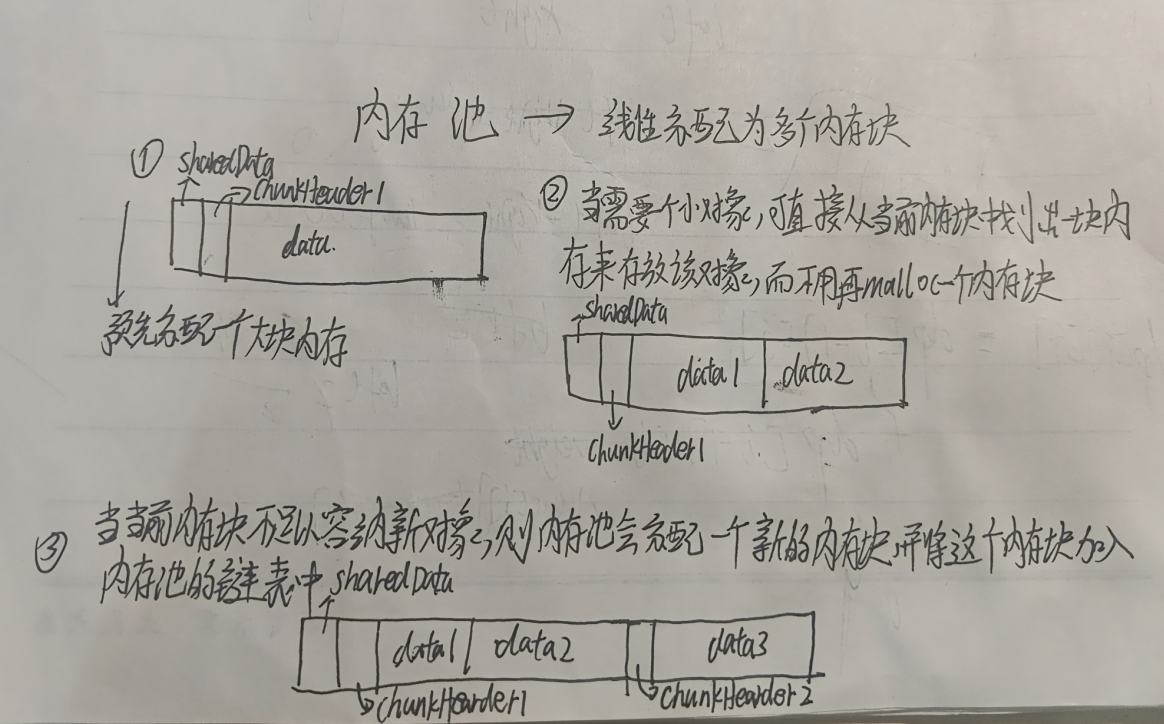 内存池 → 线性分配为多个内存块
① sharedData
ChunkHeader1
data.
预先分配一个大块内存
② 当需要个小对象,可直接从当前内存块中划出一块内
存来存放该对象,而不用再malloc一个内存块
sharedData
data1 data2
ChunkHeader1
③ 当当前内存块不足以容纳新对象,则内存池会分配一个新的内存块,并将这个内存块加入
内存池的链表中 sharedData
data1 data2 data3
ChunkHearder1 ChunkHearder2